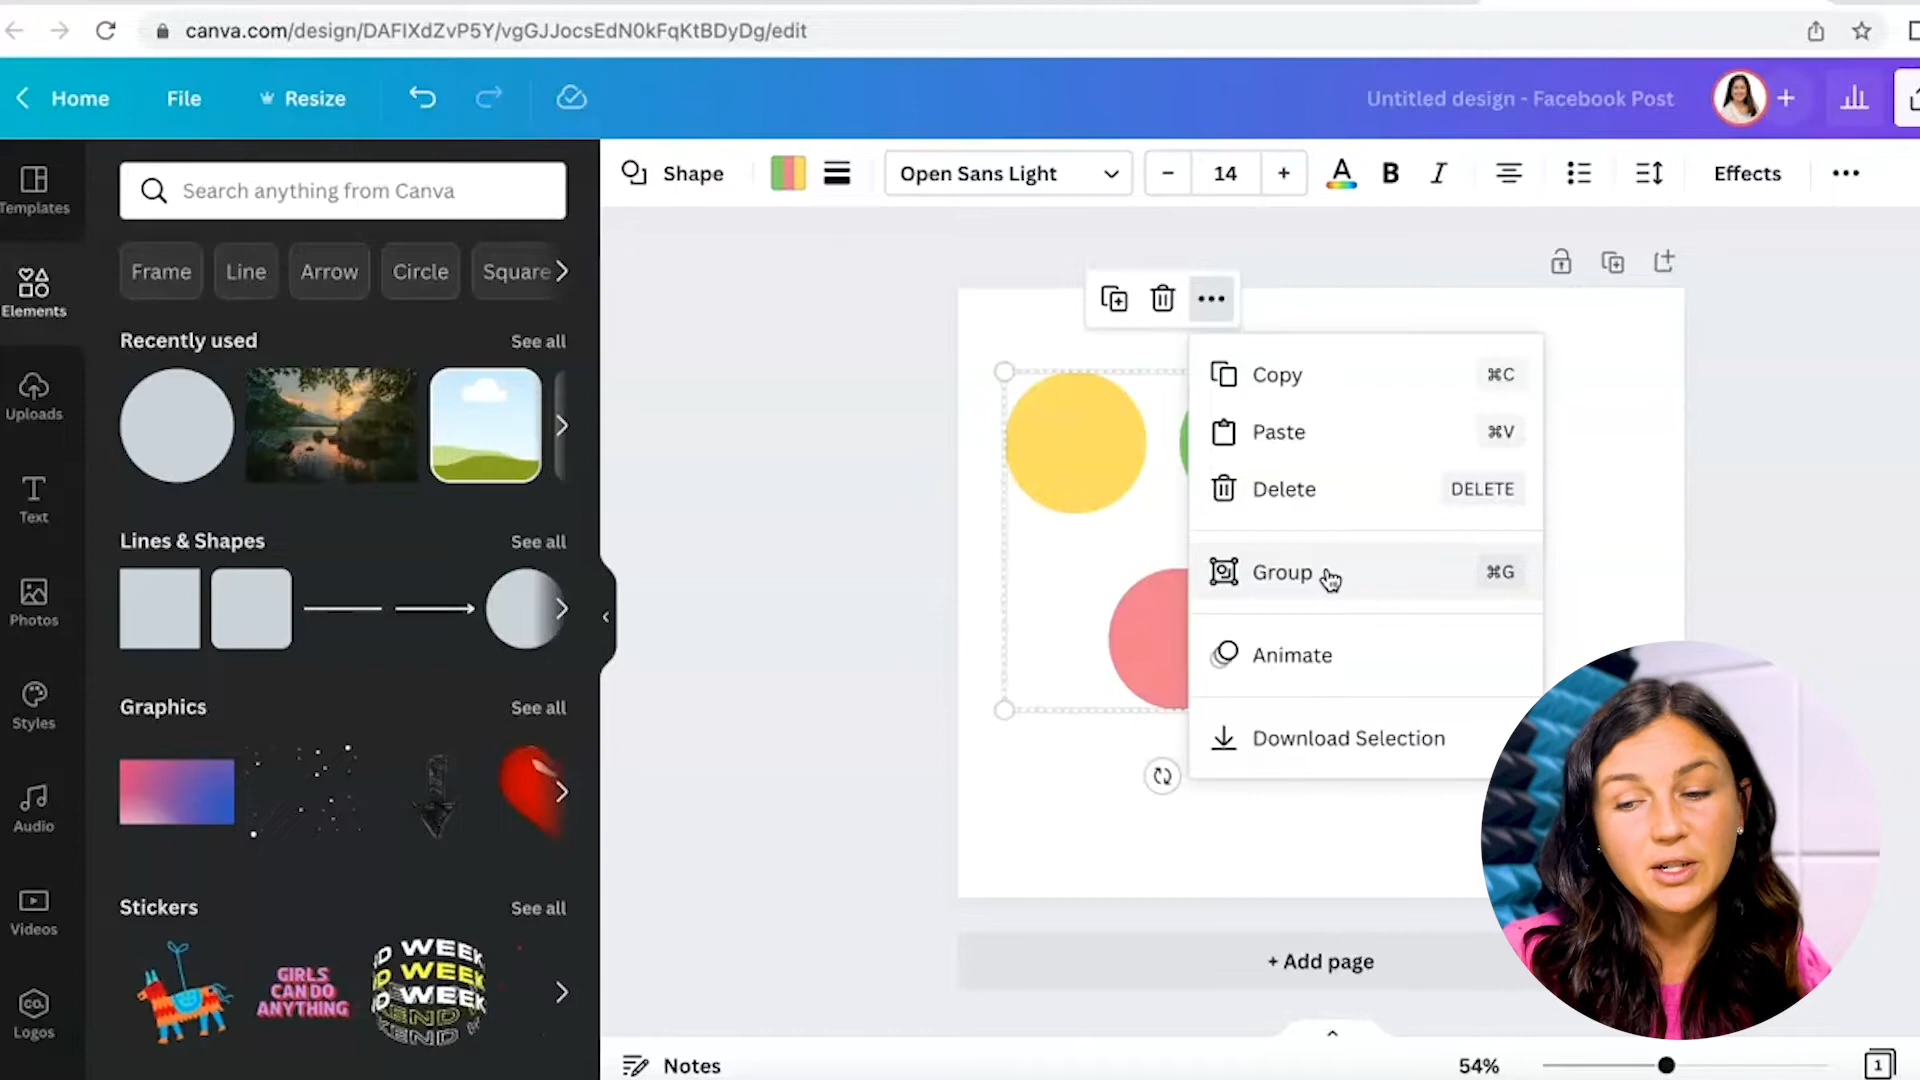 canva.com/design/DAFIXdZvP5Y/vgGJJocsEdN0kFqKtBDyDg/edit
Home
File
Resize
Untitled design - Facebook Post
Templates
Elements
Uploads
Text
Photos
Styles
Audio
Videos
CO.
Logos
Search anything from Canva
Frame
Line
Arrow
Circle
Square
Recently used
See all
Lines & Shapes
See all
Graphics
See all
Stickers
See all
GIRLS
CAN DO
ANYTHING
Shape
Open Sans Light
14
A
B
I
Effects
Copy
⌘C
Paste
⌘V
Delete
DELETE
Group
⌘G
Animate
Download Selection
+ Add page
Notes
54%
1